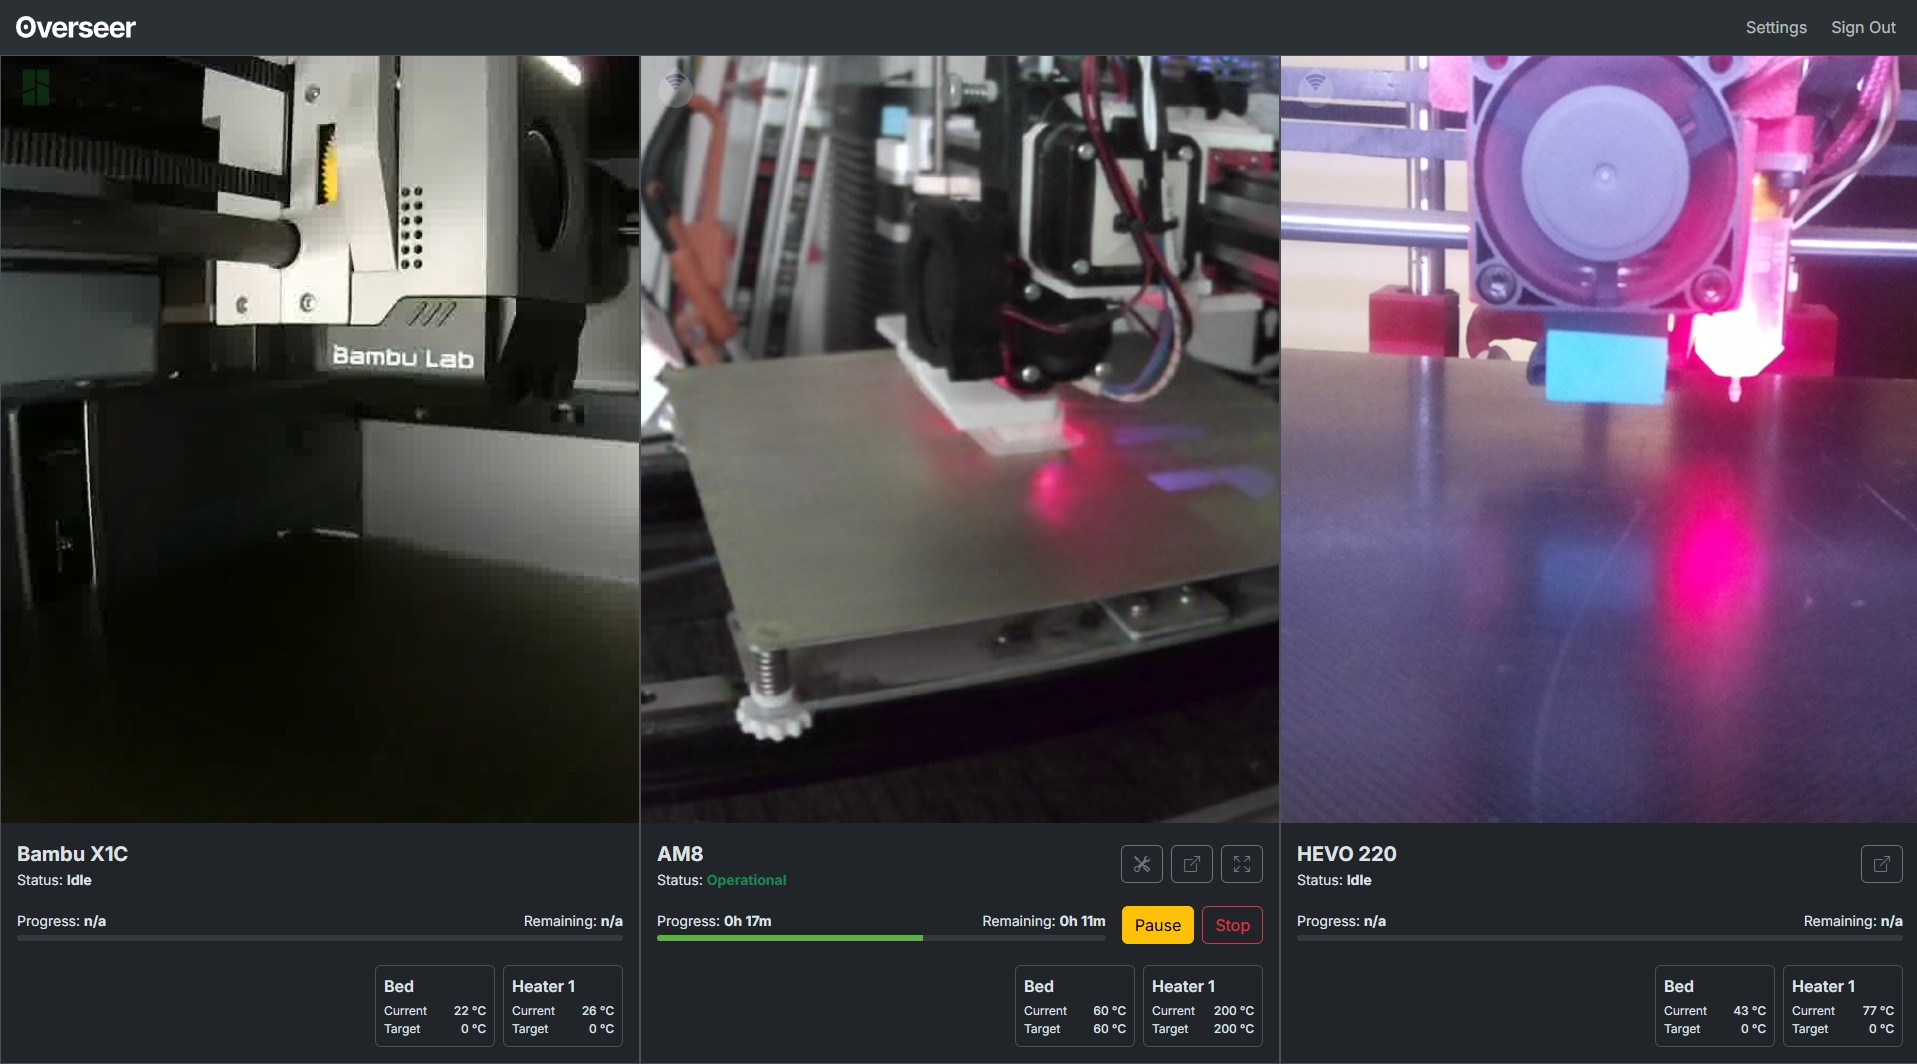 Overseer
Settings
Sign Out
Bambu Lab
Bambu X1C
Status: Idle
Progress: n/a
Remaining: n/a
Bed
Current 22 °C
Target 0 °C
Heater 1
Current 26 °C
Target 0 °C
AM8
Status: Operational
Progress: 0h 17m
Remaining: 0h 11m
Pause
Stop
Bed
Current 60 °C
Target 60 °C
Heater 1
Current 200 °C
Target 200 °C
HEVO 220
Status: Idle
Progress: n/a
Remaining: n/a
Bed
Current 43 °C
Target 0 °C
Heater 1
Current 77 °C
Target 0 °C